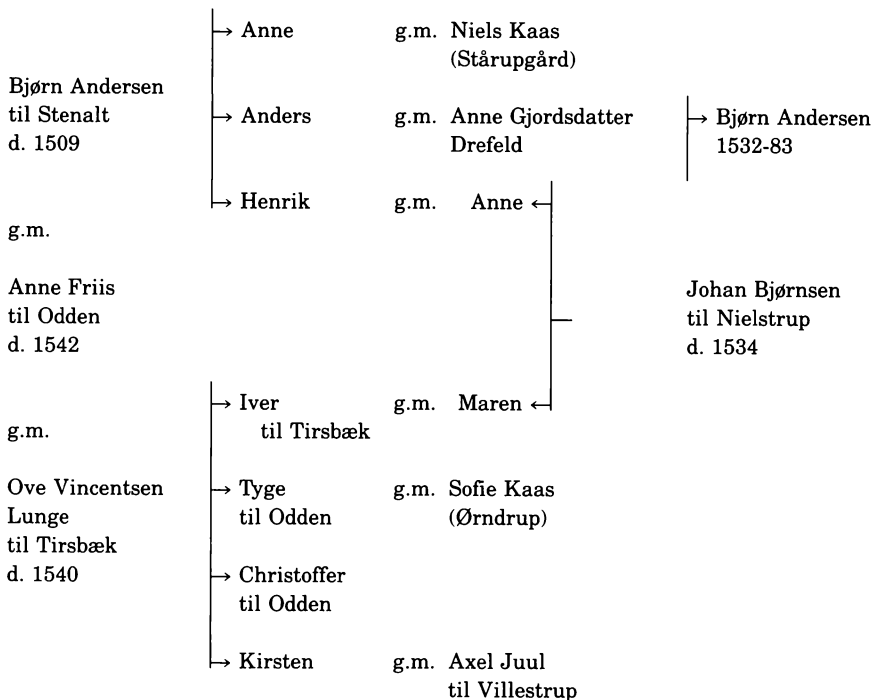 → Anne g.m. Niels Kaas
(Stårupgård)
Bjørn Andersen
til Stenalt → Anders g.m. Anne Gjordsdatter → Bjørn Andersen
d. 1509 Drefeld 1532-83
→ Henrik g.m. Anne ←
g.m.
Anne Friis Johan Bjørnsen
til Odden til Nielstrup
d. 1542 d. 1534
→ Iver g.m. Maren ←
g.m. til Tirsbæk
Ove Vincentsen → Tyge g.m. Sofie Kaas
Lunge til Odden (Ørndrup)
til Tirsbæk
d. 1540 → Christoffer
til Odden
→ Kirsten g.m. Axel Juul
til Villestrup